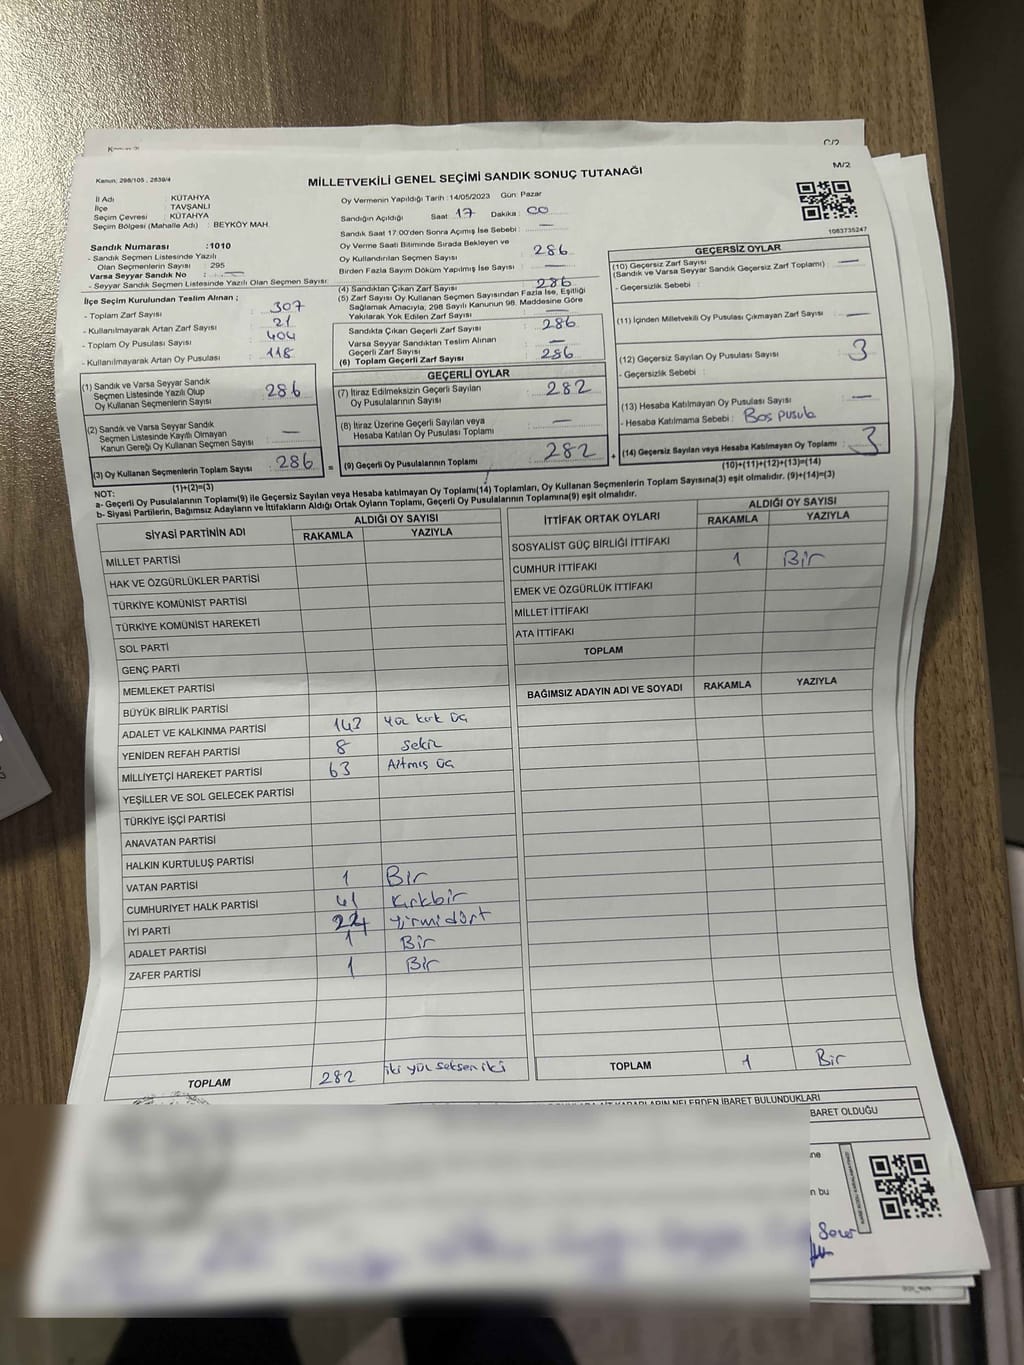 M/2
Kanun: 298/105 , 2839/4
MİLLETVEKİLİ GENEL SEÇİMİ SANDIK SONUÇ TUTANAĞI
İl Adı : KÜTAHYA
İlçe : TAVŞANLI
Seçim Çevresi : KÜTAHYA
Seçim Bölgesi (Mahalle Adı) : BEYKÖY MAH.
Sandık Numarası :1010
- Sandık Seçmen Listesinde Yazılı
Olan Seçmenlerin Sayısı : 295
Varsa Seyyar Sandık No : —
- Seyyar Sandık Seçmen Listesinde Yazılı Olan Seçmen Sayısı :
İlçe Seçim Kurulundan Teslim Alınan ;
- Toplam Zarf Sayısı : 307
- Kullanılmayarak Artan Zarf Sayısı : 21
- Toplam Oy Pusulası Sayısı : 404
- Kullanılmayarak Artan Oy Pusulası : 118
(1) Sandık ve Varsa Seyyar Sandık
Seçmen Listesinde Yazılı Olup
Oy Kullanan Seçmenlerin Sayısı : 286
(2) Sandık ve Varsa Seyyar Sandık
Seçmen Listesinde Kayıtlı Olmayan
Kanun Gereği Oy Kullanan Seçmen Sayısı : —
(3) Oy Kullanan Seçmenlerin Toplam Sayısı : 286
(1)+(2)=(3)
Oy Vermenin Yapıldığı Tarih : 14/05/2023 Gün: Pazar
Sandığın Açıldığı Saat 17 Dakika : 00
Sandık Saat 17.00'den Sonra Açılmış İse Sebebi : —
Oy Verme Saati Bitiminde Sırada Bekleyen ve
Oy Kullandırılan Seçmen Sayısı : 286
Birden Fazla Sayım Döküm Yapılmış İse Sayısı : —
(4) Sandıktan Çıkan Zarf Sayısı : 286
(5) Zarf Sayısı Oy Kullanan Seçmen Sayısından Fazla İse, Eşitliği
Sağlamak Amacıyla; 298 Sayılı Kanunun 98. Maddesine Göre
Yakılarak Yok Edilen Zarf Sayısı : —
Sandıkta Çıkan Geçerli Zarf Sayısı : 286
Varsa Seyyar Sandıktan Teslim Alınan
Geçerli Zarf Sayısı : —
(6) Toplam Geçerli Zarf Sayısı : 286
GEÇERLİ OYLAR
(7) İtiraz Edilmeksizin Geçerli Sayılan
Oy Pusulalarının Sayısı : 282
(8) İtiraz Üzerine Geçerli Sayılan veya
Hesaba Katılan Oy Pusulası Toplamı : —
= (9) Geçerli Oy Pusulalarının Toplamı : 282 +
1083735247
GEÇERSİZ OYLAR
(10) Geçersiz Zarf Sayısı : —
(Sandık ve Varsa Seyyar Sandık Geçersiz Zarf Toplamı)
- Geçersizlik Sebebi :
(11) İçinden Milletvekili Oy Pusulası Çıkmayan Zarf Sayısı : —
(12) Geçersiz Sayılan Oy Pusulası Sayısı : 3
- Geçersizlik Sebebi :
(13) Hesaba Katılmayan Oy Pusulası Sayısı : —
- Hesaba Katılmama Sebebi : Boş pusula
(14) Geçersiz Sayılan veya Hesaba Katılmayan Oy Toplamı : 3
(10)+(11)+(12)+(13)=(14)
NOT:
a- Geçerli Oy Pusulalarının Toplamı(9) ile Geçersiz Sayılan veya Hesaba katılmayan Oy Toplamı(14) Toplamları, Oy Kullanan Seçmenlerin Toplam Sayısına(3) eşit olmalıdır. (9)+(14)=(3)
b- Siyasi Partilerin, Bağımsız Adayların ve İttifakların Aldığı Ortak Oyların Toplamı, Geçerli Oy Pusulalarının Toplamına(9) eşit olmalıdır.
SİYASİ PARTİNİN ADI ALDIĞI OY SAYISI
RAKAMLA YAZIYLA
MİLLET PARTİSİ
HAK VE ÖZGÜRLÜKLER PARTİSİ
TÜRKİYE KOMÜNİST PARTİSİ
TÜRKİYE KOMÜNİST HAREKETİ
SOL PARTİ
GENÇ PARTİ
MEMLEKET PARTİSİ
BÜYÜK BİRLİK PARTİSİ
ADALET VE KALKINMA PARTİSİ 143 Yüz kırk üç
YENİDEN REFAH PARTİSİ 8 Sekiz
MİLLİYETÇİ HAREKET PARTİSİ 63 Altmış üç
YEŞİLLER VE SOL GELECEK PARTİSİ
TÜRKİYE İŞÇİ PARTİSİ
ANAVATAN PARTİSİ
HALKIN KURTULUŞ PARTİSİ
VATAN PARTİSİ 1 Bir
CUMHURİYET HALK PARTİSİ 41 Kırkbir
İYİ PARTİ 24 yirmidört
ADALET PARTİSİ 1 Bir
ZAFER PARTİSİ 1 Bir
TOPLAM 282 iki yüz seksen iki
İTTİFAK ORTAK OYLARI ALDIĞI OY SAYISI
RAKAMLA YAZIYLA
SOSYALİST GÜÇ BİRLİĞİ İTTİFAKI
CUMHUR İTTİFAKI 1 Bir
EMEK VE ÖZGÜRLÜK İTTİFAKI
MİLLET İTTİFAKI
ATA İTTİFAKI
TOPLAM
BAĞIMSIZ ADAYIN ADI VE SOYADI RAKAMLA YAZIYLA
TOPLAM 1 Bir
NELERDEN İBARET BULUNDUKLARI
BARET OLDUĞU
n bu